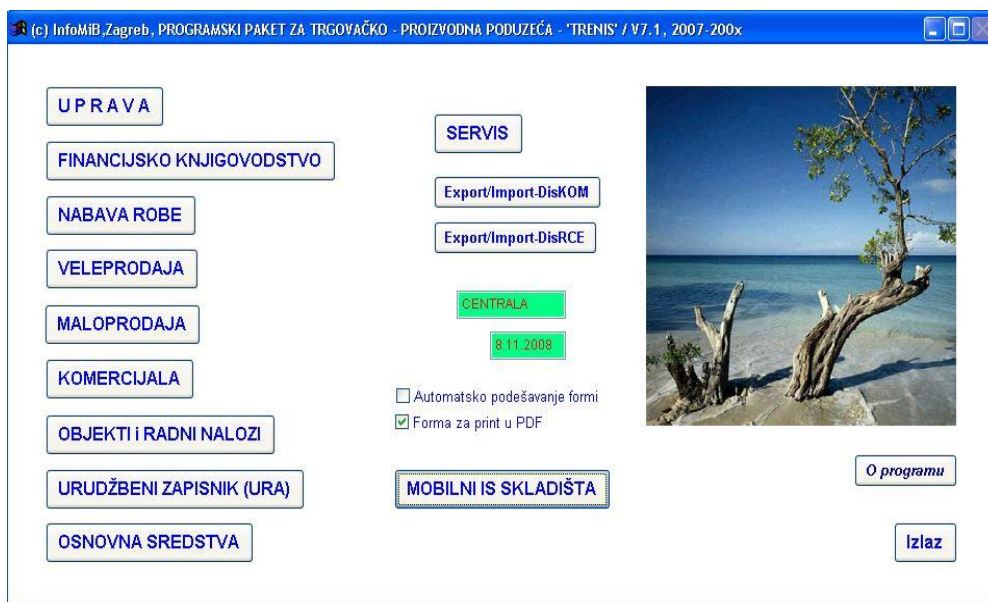 (c) InfoMiB,Zagreb, PROGRAMSKI PAKET ZA TRGOVAČKO - PROIZVODNA PODUZEĆA - 'TRENIS' / V7.1, 2007-200x
U P R A V A
FINANCIJSKO KNJIGOVODSTVO
NABAVA ROBE
VELEPRODAJA
MALOPRODAJA
KOMERCIJALA
OBJEKTI i RADNI NALOZI
URUDŽBENI ZAPISNIK (URA)
OSNOVNA SREDSTVA
SERVIS
Export/Import-DisKOM
Export/Import-DisRCE
CENTRALA
8.11.2008
Automatsko podešavanje formi
Forma za print u PDF
MOBILNI IS SKLADIŠTA
O programu
Izlaz